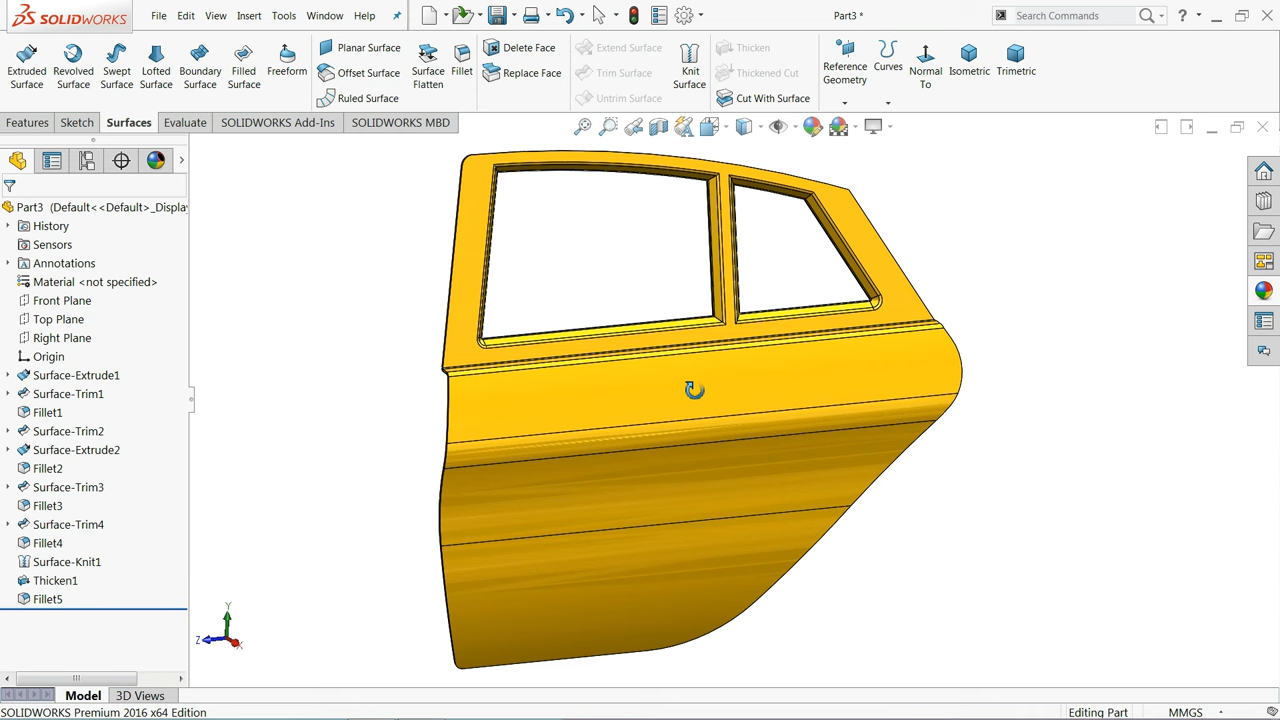 SOLIDWORKS
File Edit View Insert Tools Window Help
Part3 *
Search Commands
?
Extruded Surface
Revolved Surface
Swept Surface
Lofted Surface
Boundary Surface
Filled Surface
Freeform
Planar Surface
Offset Surface
Ruled Surface
Surface Flatten
Fillet
Delete Face
Replace Face
Extend Surface
Trim Surface
Untrim Surface
Knit Surface
Thicken
Thickened Cut
Cut With Surface
Reference Geometry
Curves
Normal To
Isometric
Trimetric
Features Sketch Surfaces Evaluate SOLIDWORKS Add-Ins SOLIDWORKS MBD
Part3 (Default<<Default>_Displa
History
Sensors
Annotations
Material <not specified>
Front Plane
Top Plane
Right Plane
Origin
Surface-Extrude1
Surface-Trim1
Fillet1
Surface-Trim2
Surface-Extrude2
Fillet2
Surface-Trim3
Fillet3
Surface-Trim4
Fillet4
Surface-Knit1
Thicken1
Fillet5
Y
Z
X
Model 3D Views
SOLIDWORKS Premium 2016 x64 Edition
Editing Part
MMGS